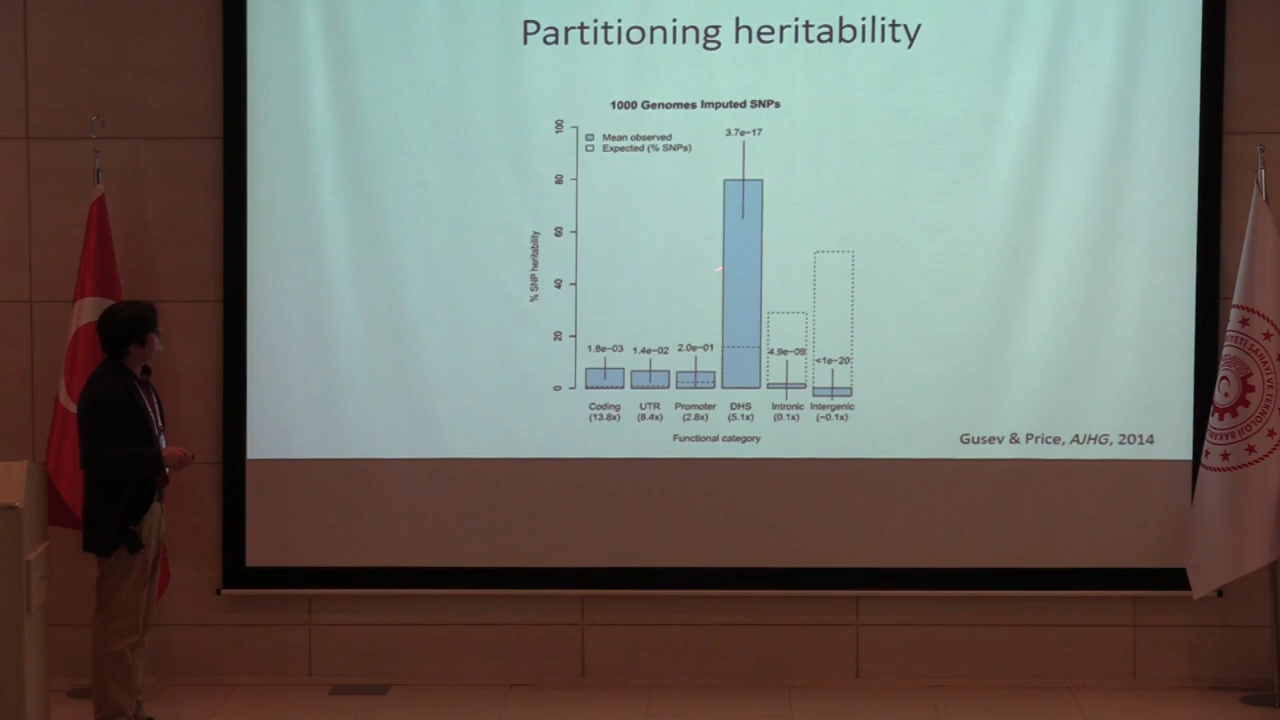 Partitioning heritability
1000 Genomes Imputed SNPs
Mean observed
Expected (% SNPs)
% SNP heritability
0
20
40
60
80
100
1.8e−03
1.4e−02
2.0e−01
3.7e−17
4.9e−09
<1e−20
Coding
(13.8x)
UTR
(8.4x)
Promoter
(2.8x)
DHS
(5.1x)
Intronic
(0.1x)
Intergenic
(−0.1x)
Functional category
Gusev & Price, AJHG, 2014